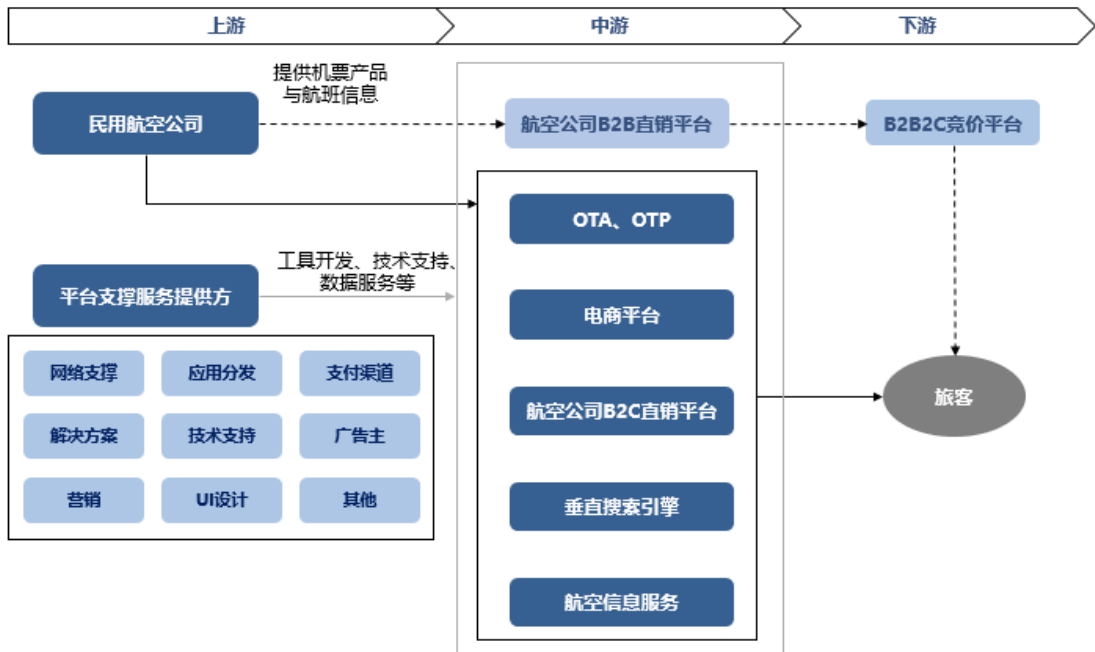 上游
中游
下游
提供机票产品
与航班信息
民用航空公司
航空公司B2B直销平台
B2B2C竞价平台
OTA、OTP
工具开发、技术支持、
数据服务等
平台支撑服务提供方
电商平台
网络支撑
应用分发
支付渠道
解决方案
技术支持
广告主
营销
UI设计
其他
航空公司B2C直销平台
旅客
垂直搜索引擎
航空信息服务